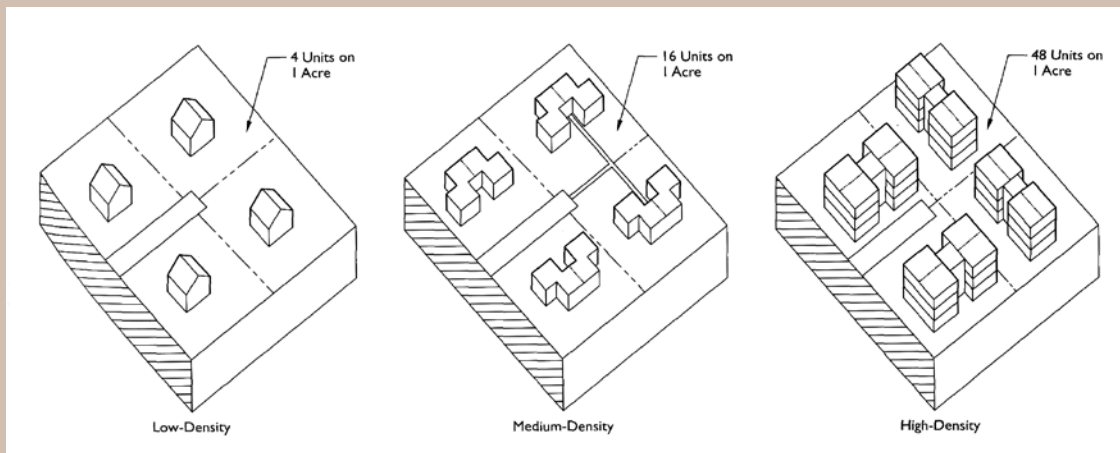 4 Units on
1 Acre
16 Units on
1 Acre
48 Units on
1 Acre
Low-Density
Medium-Density
High-Density